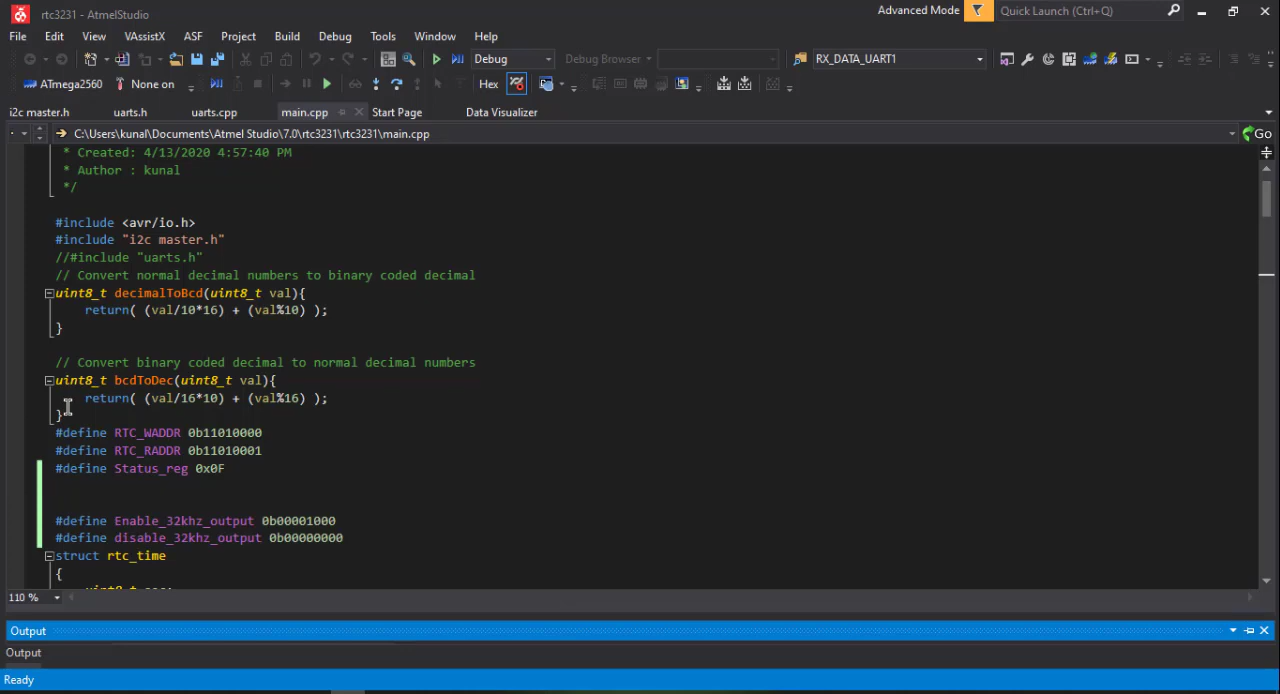 rtc3231 - AtmelStudio
Advanced Mode
Quick Launch (Ctrl+Q)
File Edit View VAssistX ASF Project Build Debug Tools Window Help
Debug
Debug Browser
RX_DATA_UART1
ATmega2560
None on
Hex
i2c master.h uarts.h uarts.cpp main.cpp Start Page Data Visualizer
C:\Users\kunal\Documents\Atmel Studio\7.0\rtc3231\rtc3231\main.cpp
Go
* Created: 4/13/2020 4:57:40 PM
* Author : kunal
*/
#include <avr/io.h>
#include "i2c master.h"
//#include "uarts.h"
// Convert normal decimal numbers to binary coded decimal
uint8_t decimalToBcd(uint8_t val){
return( (val/10*16) + (val%10) );
}
// Convert binary coded decimal to normal decimal numbers
uint8_t bcdToDec(uint8_t val){
return( (val/16*10) + (val%16) );
}
#define RTC_WADDR 0b11010000
#define RTC_RADDR 0b11010001
#define Status_reg 0x0F
#define Enable_32khz_output 0b00001000
#define disable_32khz_output 0b00000000
struct rtc_time
{
110 %
Output
Output
Ready